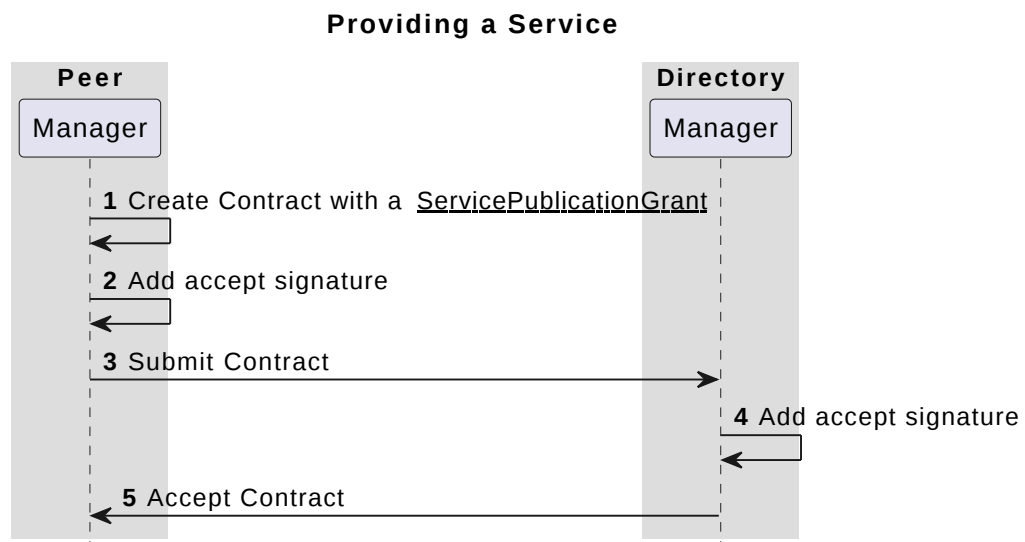 Providing a Service
Peer
Directory
Manager
Manager
1 Create Contract with a ServicePublicationGrant
2 Add accept signature
3 Submit Contract
4 Add accept signature
5 Accept Contract